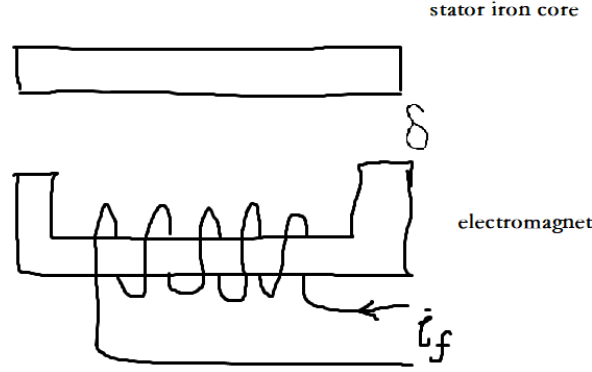 stator iron core
δ
electromagnet
i_f